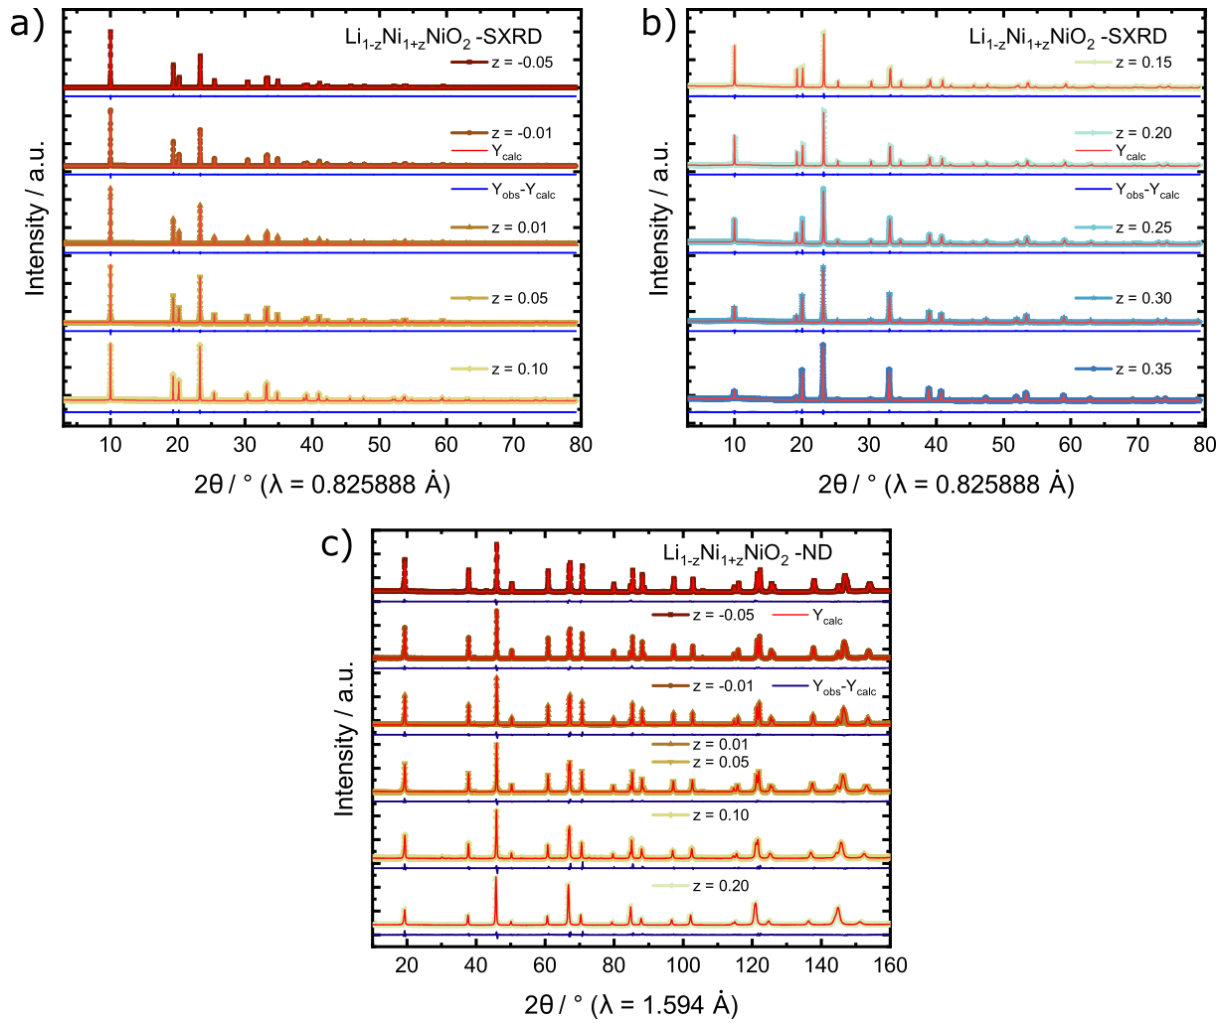 a)
Li1-zNi1+zNiO2 -SXRD
z = -0.05
z = -0.01
Ycalc
Yobs-Ycalc
z = 0.01
z = 0.05
z = 0.10
Intensity / a.u.
10 20 30 40 50 60 70 80
2θ / ° (λ = 0.825888 Å)
b)
Li1-zNi1+zNiO2 -SXRD
z = 0.15
z = 0.20
Ycalc
Yobs-Ycalc
z = 0.25
z = 0.30
z = 0.35
Intensity / a.u.
10 20 30 40 50 60 70 80
2θ / ° (λ = 0.825888 Å)
c)
Li1-zNi1+zNiO2 -ND
z = -0.05 Ycalc
z = -0.01 Yobs-Ycalc
z = 0.01
z = 0.05
z = 0.10
z = 0.20
Intensity / a.u.
20 40 60 80 100 120 140 160
2θ / ° (λ = 1.594 Å)